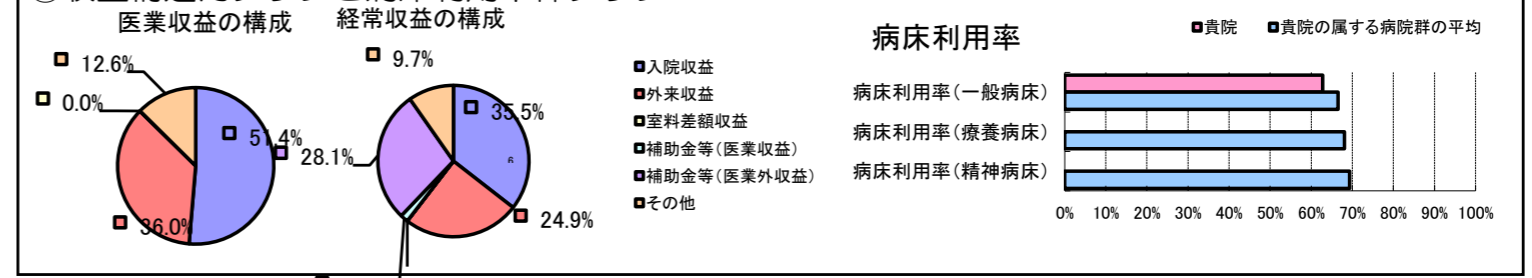 医業収益の構成
経常収益の構成
12.6%
0.0%
51.4%
36.0%
9.7%
35.5%
28.1%
6
24.9%
入院収益
外来収益
室料差額収益
補助金等(医業収益)
補助金等(医業外収益)
その他
病床利用率
貴院
貴院の属する病院群の平均
病床利用率(一般病床)
病床利用率(療養病床)
病床利用率(精神病床)
0% 10% 20% 30% 40% 50% 60% 70% 80% 90% 100%